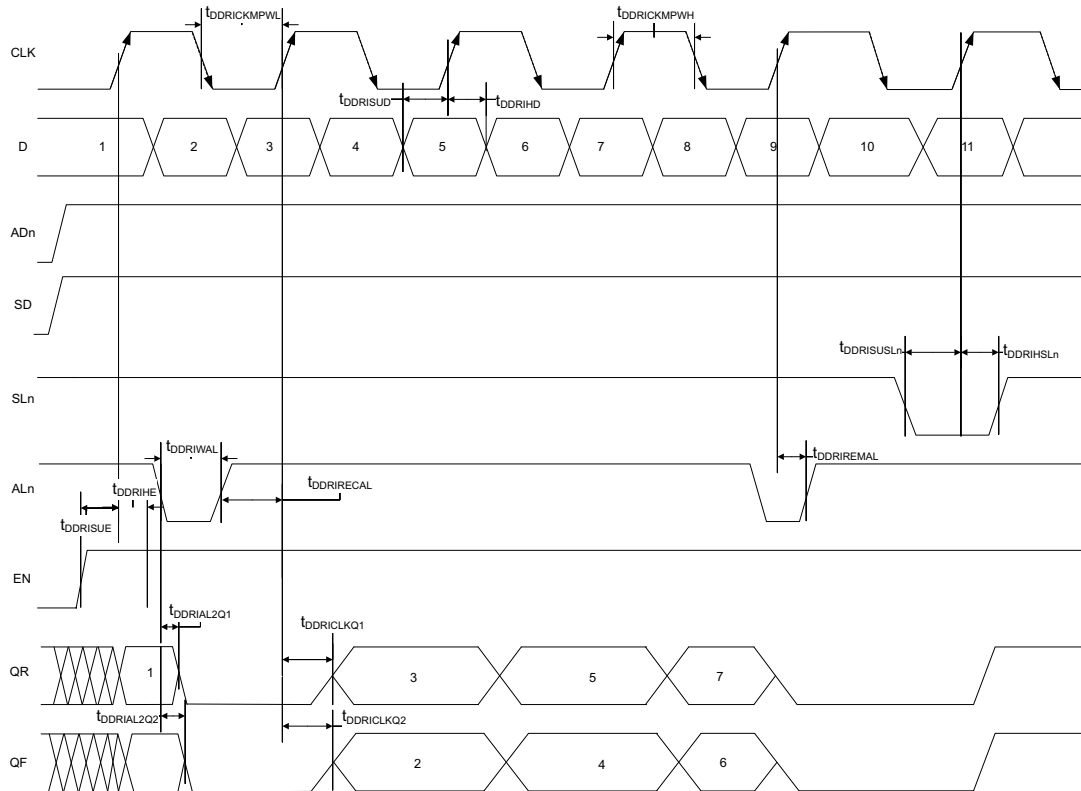 tDDRICKMPWL
tDDRICKMPWH
CLK
tDDRISUD
tDDRIHD
D
1
2
3
4
5
6
7
8
9
10
11
ADn
SD
tDDRISUSLn
tDDRIHSLn
SLn
tDDRIWAL
tDDRIREMAL
ALn
tDDRIHE
tDDRIRECAL
tDDRISUE
EN
tDDRIAL2Q1
tDDRICLKQ1
QR
1
3
5
7
tDDRIAL2Q2
tDDRICLKQ2
QF
2
4
6